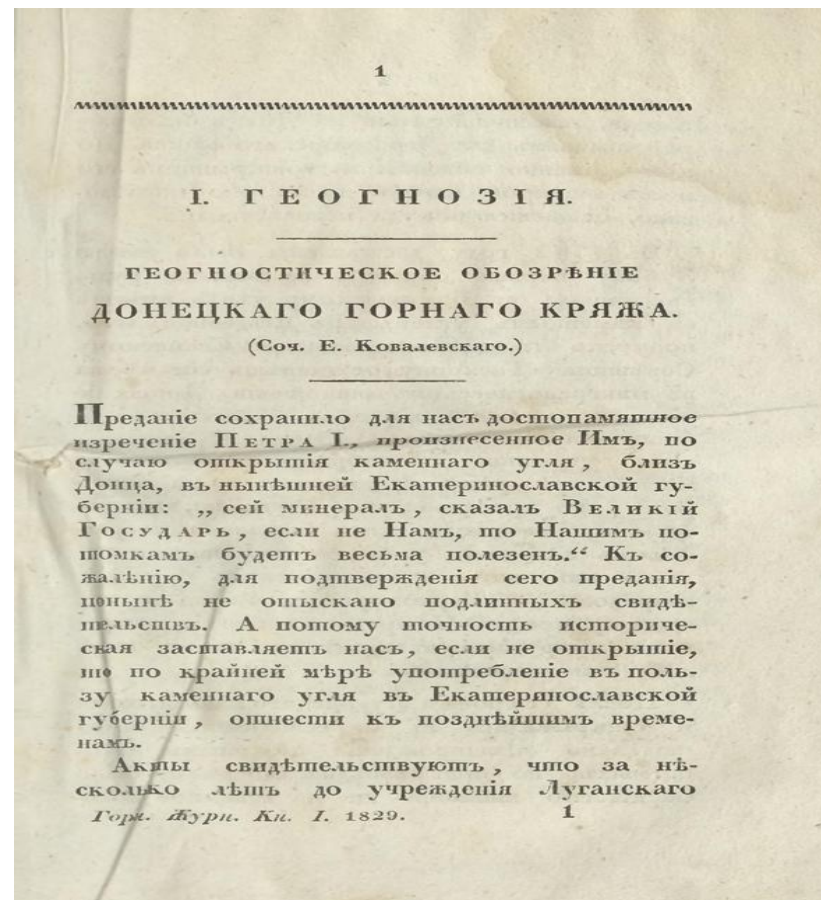 1
I. ГЕОГНОЗІЯ.
ГЕОГНОСТИЧЕСКОЕ ОБОЗРѢНІЕ
ДОНЕЦКАГО ГОРНАГО КРЯЖА.
(Соч. Е. Ковалевскаго.)
Преданіе сохранило для насъ достопамятное
изреченіе ПЕТРА I., произнесенное Имъ, по
случаю открытія каменнаго угля, близъ
Донца, въ нынѣшней Екатеринославской гу-
берніи: „сей минералъ, сказалъ ВЕЛИКІЙ
ГОСУДАРЬ, если не Намъ, то Нашимъ по-
томкамъ будетъ весьма полезенъ.“ Къ со-
жалѣнію, для подтвержденія сего преданія,
понынѣ не отыскано подлинныхъ свидѣ-
тельствъ. А потому точность историче-
ская заставляетъ насъ, если не открытіе,
то по крайней мѣрѣ употребленіе въ поль-
зу каменнаго угля въ Екатеринославской
губерніи, отнести къ позднѣйшимъ време-
намъ.
Акты свидѣтельствуютъ, что за нѣ-
сколько лѣтъ до учрежденія Луганскаго
Горн. Журн. Кн. I. 1829. 1